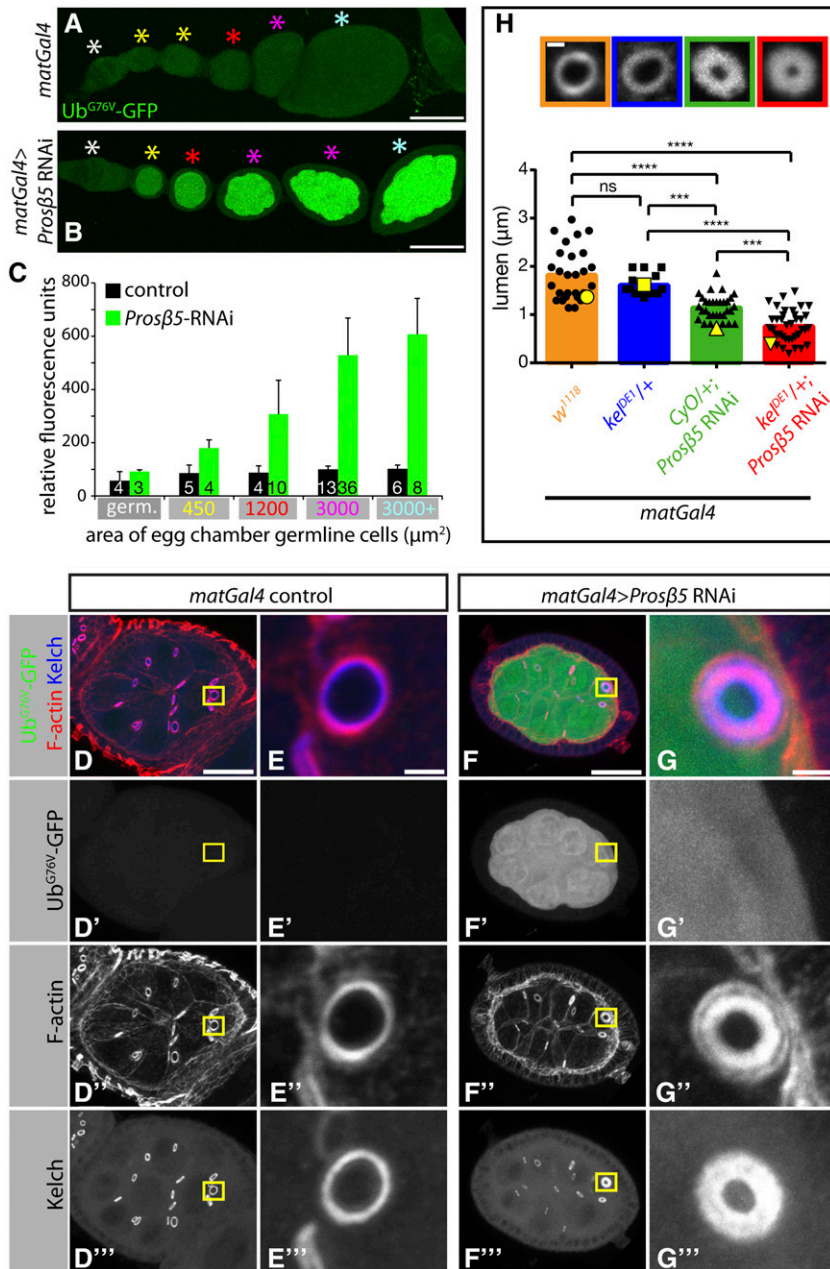 A
matGal4
Ub^G76V-GFP
* * * * * *
B
matGal4>
Prosβ5 RNAi
* * * * * *
C
relative fluorescence units
800
600
400
200
0
control
Prosβ5-RNAi
4 3 5 4 4 10 13 36 6 8
germ. 450 1200 3000 3000+
area of egg chamber germline cells (µm²)
H
****
****
ns
***
****
***
lumen (µm)
4
3
2
1
0
w^1118
kel^DE1/+
CyO/+;
Prosβ5 RNAi
kel^DE1/+;
Prosβ5 RNAi
matGal4
matGal4 control
matGal4>Prosβ5 RNAi
Ub^G76V-GFP
F-actin Kelch
D
E
F
G
Ub^G76V-GFP
D'
E'
F'
G'
F-actin
D''
E''
F''
G''
Kelch
D'''
E'''
F'''
G'''